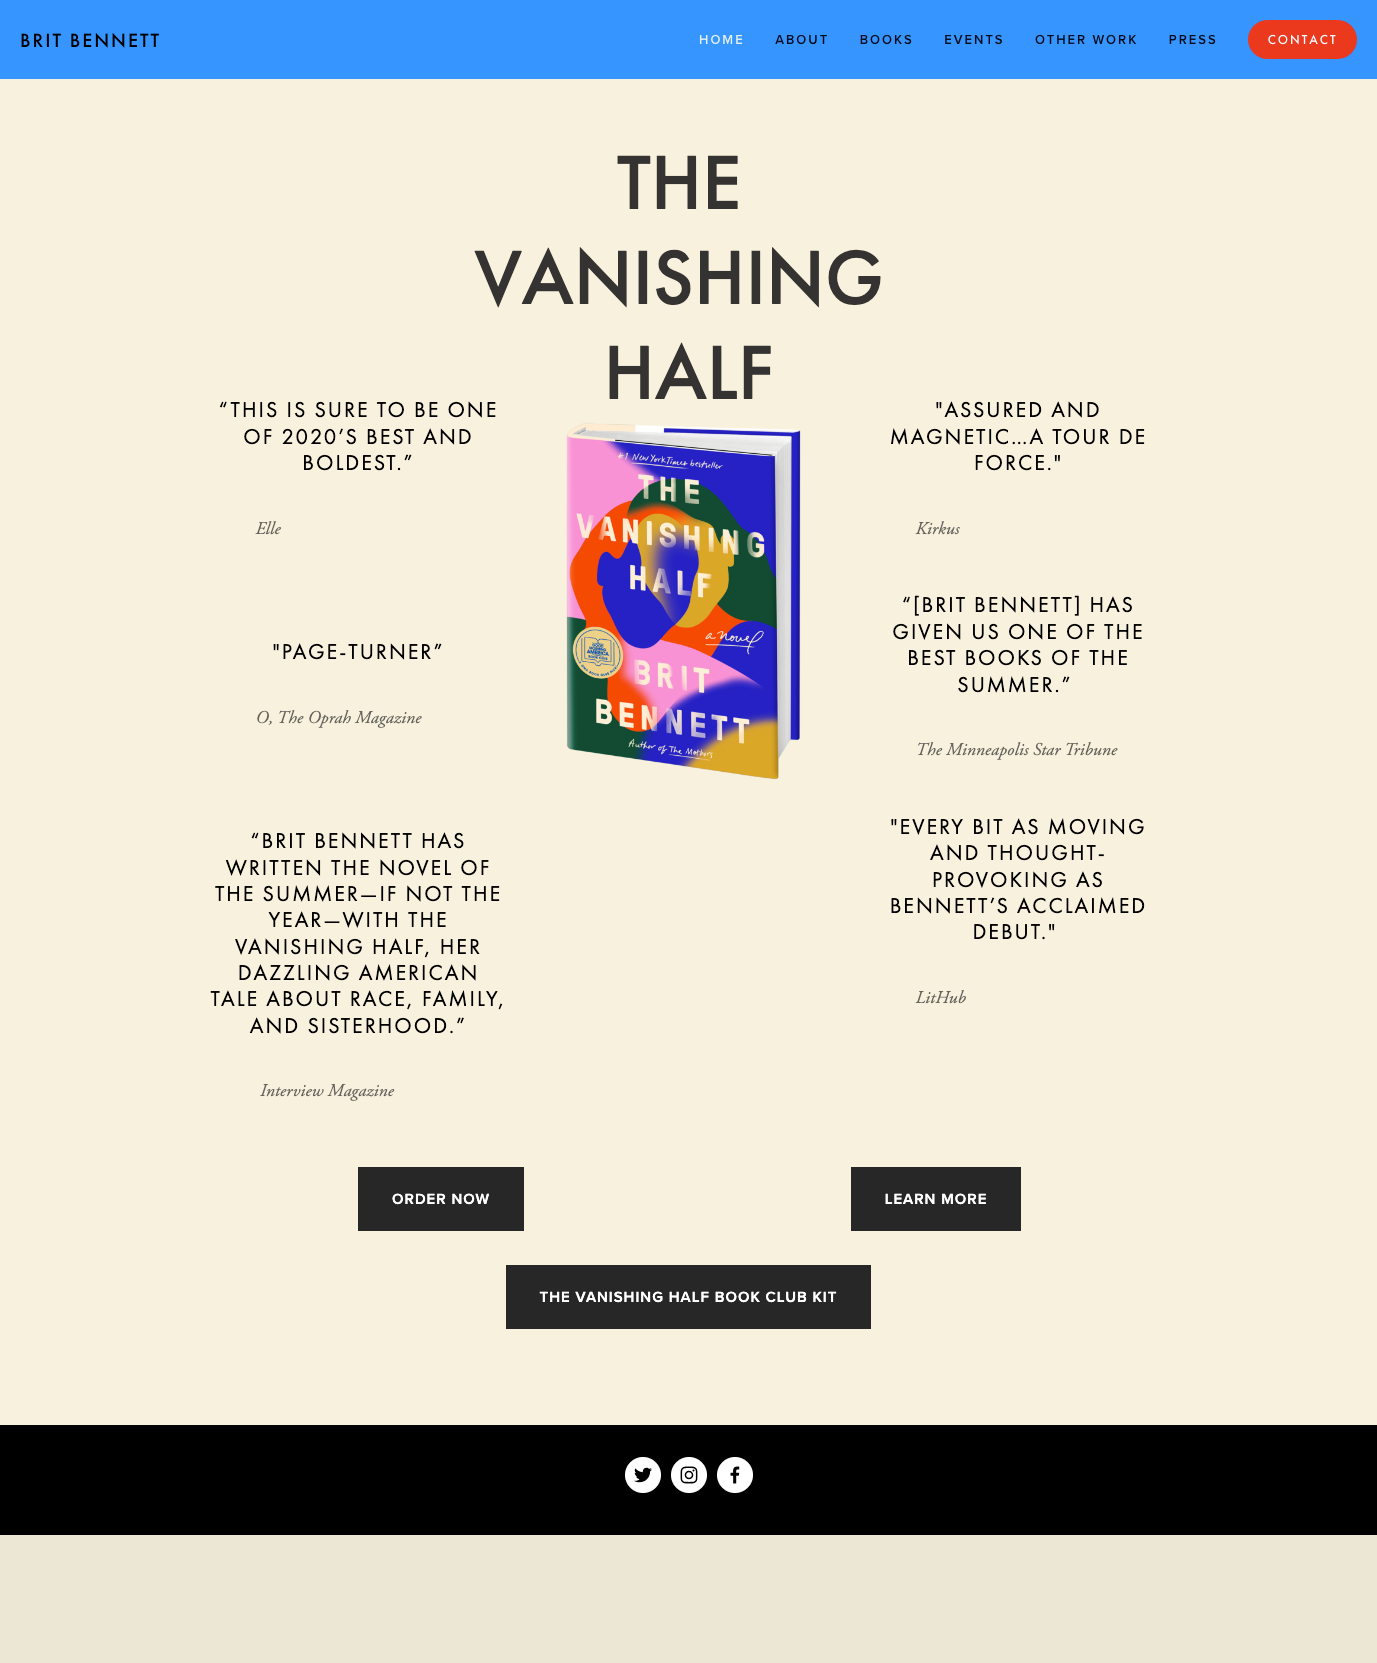 BRIT BENNETT
HOME ABOUT BOOKS EVENTS OTHER WORK PRESS CONTACT
THE
VANISHING
HALF
“THIS IS SURE TO BE ONE
OF 2020’S BEST AND
BOLDEST.”
Elle
"PAGE-TURNER”
O, The Oprah Magazine
“BRIT BENNETT HAS
WRITTEN THE NOVEL OF
THE SUMMER—IF NOT THE
YEAR—WITH THE
VANISHING HALF, HER
DAZZLING AMERICAN
TALE ABOUT RACE, FAMILY,
AND SISTERHOOD.”
Interview Magazine
#1 New York Times bestseller
THE
VANISHING
HALF
a novel
GOOD
MORNING
AMERICA
BOOK CLUB
BRIT
BENNETT
Author of The Mothers
"ASSURED AND
MAGNETIC...A TOUR DE
FORCE."
Kirkus
“[BRIT BENNETT] HAS
GIVEN US ONE OF THE
BEST BOOKS OF THE
SUMMER.”
The Minneapolis Star Tribune
"EVERY BIT AS MOVING
AND THOUGHT-
PROVOKING AS
BENNETT’S ACCLAIMED
DEBUT."
LitHub
ORDER NOW
LEARN MORE
THE VANISHING HALF BOOK CLUB KIT